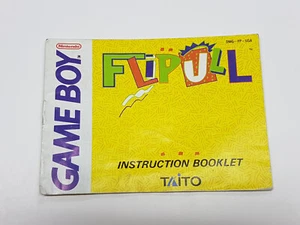 Nintendo
GAME BOY
DMG-FP-USA
FLIPULL
INSTRUCTION BOOKLET
TAITO